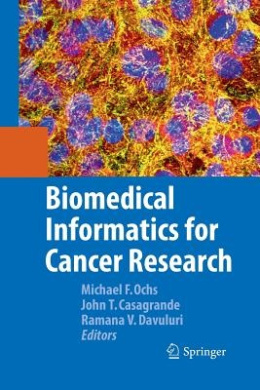 Biomedical
Informatics for
Cancer Research
Michael F. Ochs
John T. Casagrande
Ramana V. Davuluri
Editors
Springer